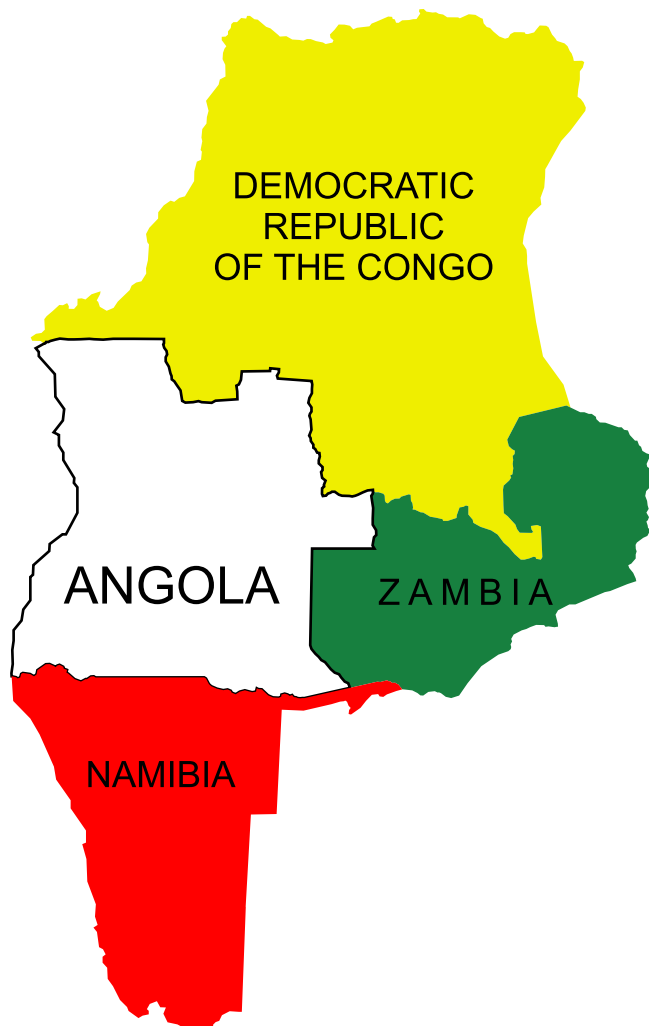 DEMOCRATIC
REPUBLIC
OF THE CONGO
ANGOLA
ZAMBIA
NAMIBIA